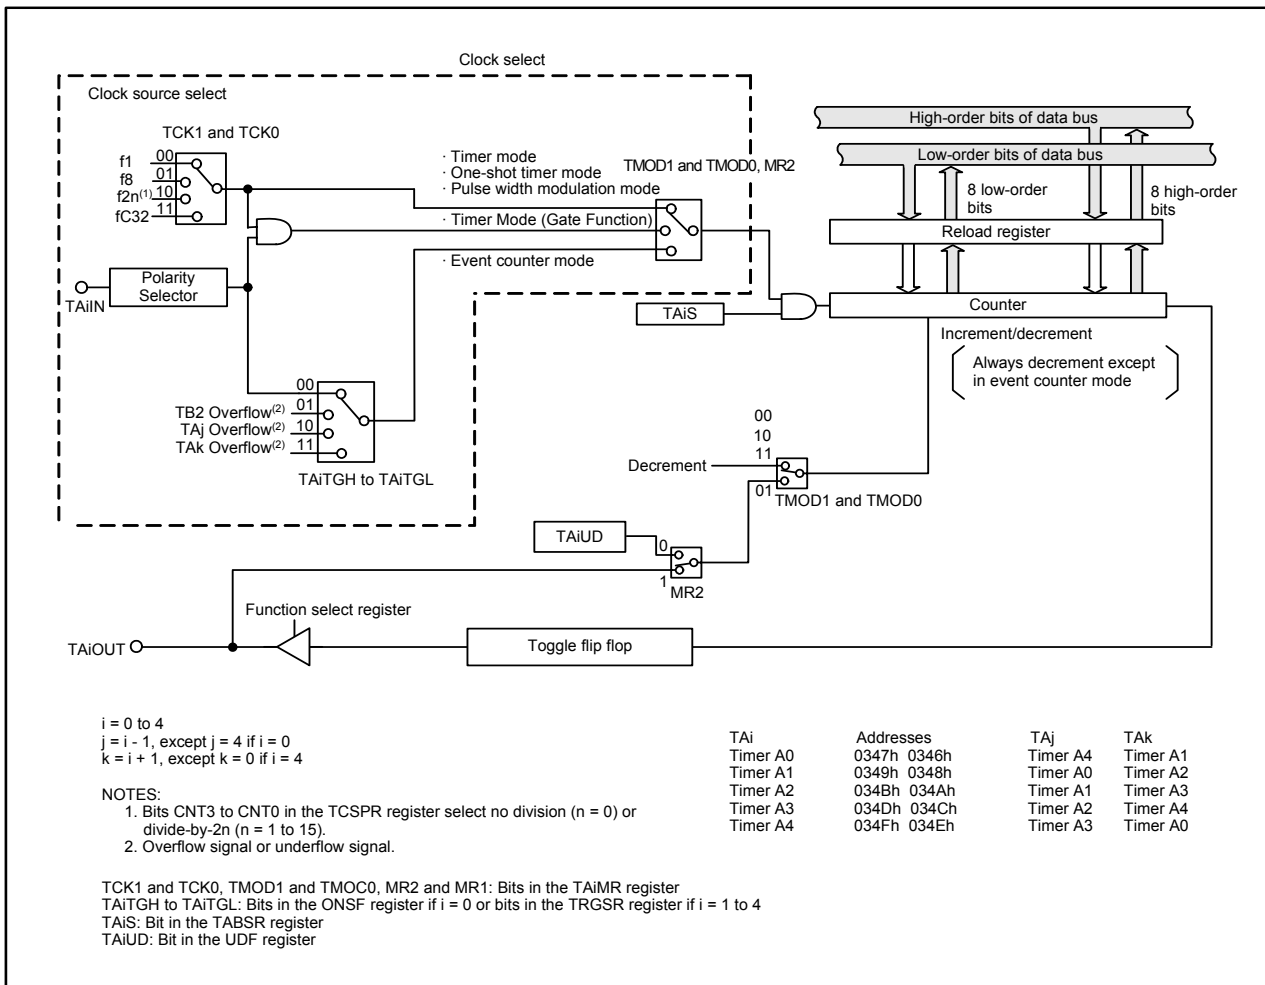 Clock select
Clock source select
TCK1 and TCK0
f1
00
f8
01
f2n(1)
10
fC32
11
· Timer mode
· One-shot timer mode
· Pulse width modulation mode
TMOD1 and TMOD0, MR2
· Timer Mode (Gate Function)
· Event counter mode
High-order bits of data bus
Low-order bits of data bus
8 low-order
bits
8 high-order
bits
Reload register
TAiIN
Polarity
Selector
TAiS
Counter
Increment/decrement
Always decrement except
in event counter mode
00
TB2 Overflow(2)
01
TAj Overflow(2)
10
TAk Overflow(2)
11
TAiTGH to TAiTGL
00
10
11
Decrement
01
TMOD1 and TMOD0
TAiUD
0
1
MR2
Function select register
TAiOUT
Toggle flip flop
i = 0 to 4
j = i - 1, except j = 4 if i = 0
k = i + 1, except k = 0 if i = 4
NOTES:
1. Bits CNT3 to CNT0 in the TCSPR register select no division (n = 0) or
divide-by-2n (n = 1 to 15).
2. Overflow signal or underflow signal.
TAi Addresses TAj TAk
Timer A0 0347h 0346h Timer A4 Timer A1
Timer A1 0349h 0348h Timer A0 Timer A2
Timer A2 034Bh 034Ah Timer A1 Timer A3
Timer A3 034Dh 034Ch Timer A2 Timer A4
Timer A4 034Fh 034Eh Timer A3 Timer A0
TCK1 and TCK0, TMOD1 and TMOC0, MR2 and MR1: Bits in the TAiMR register
TAiTGH to TAiTGL: Bits in the ONSF register if i = 0 or bits in the TRGSR register if i = 1 to 4
TAiS: Bit in the TABSR register
TAiUD: Bit in the UDF register